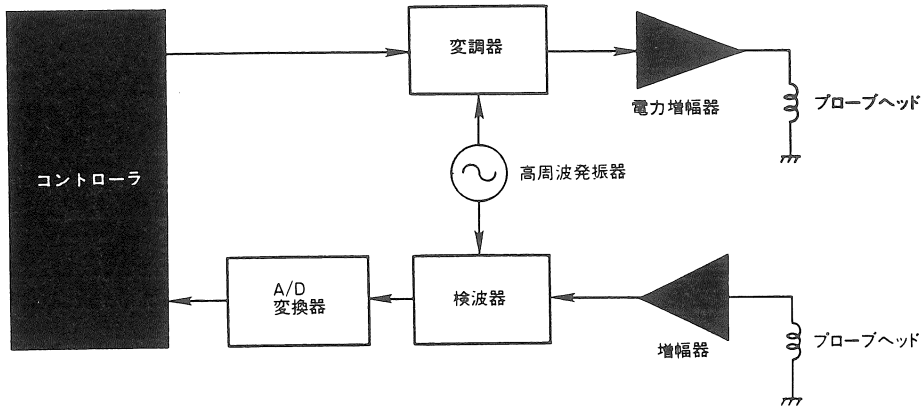 変調器
電力増幅器
プローブヘッド
コントローラ
高周波発振器
A/D
変換器
検波器
増幅器
プローブヘッド